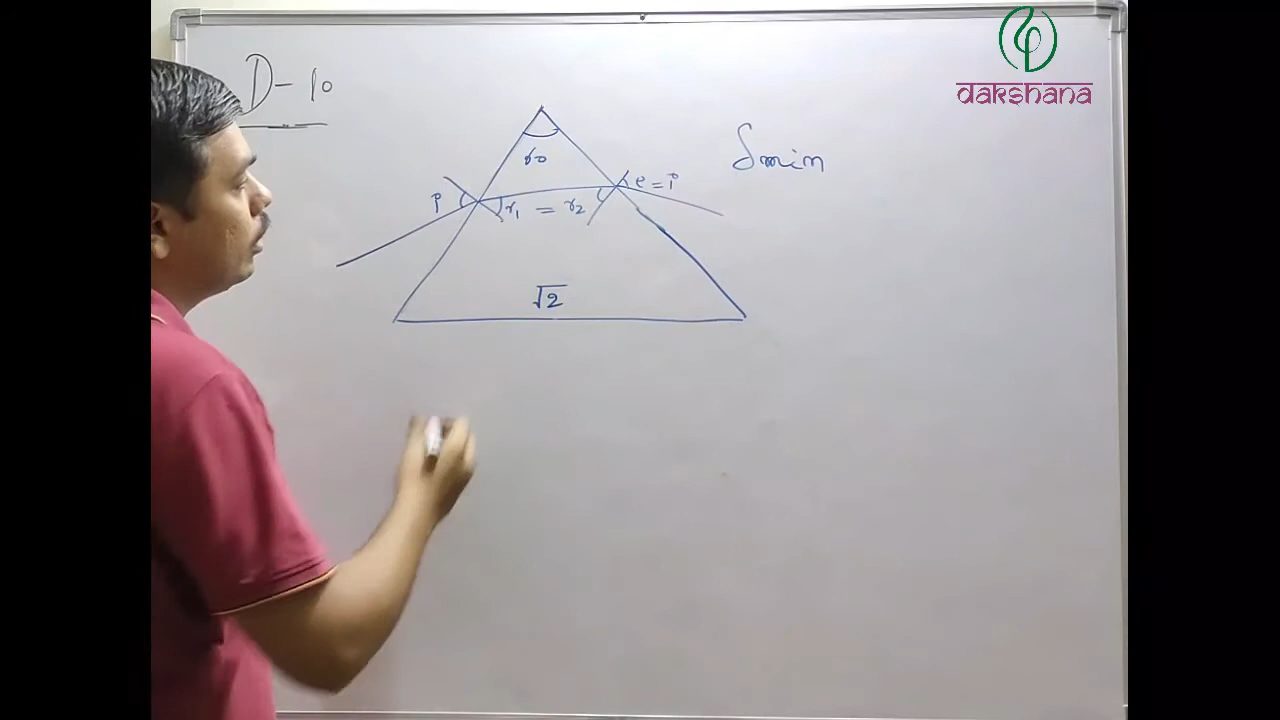 D-10
60
δmin
i
r₁ = r₂
e = i
√2
dakshana